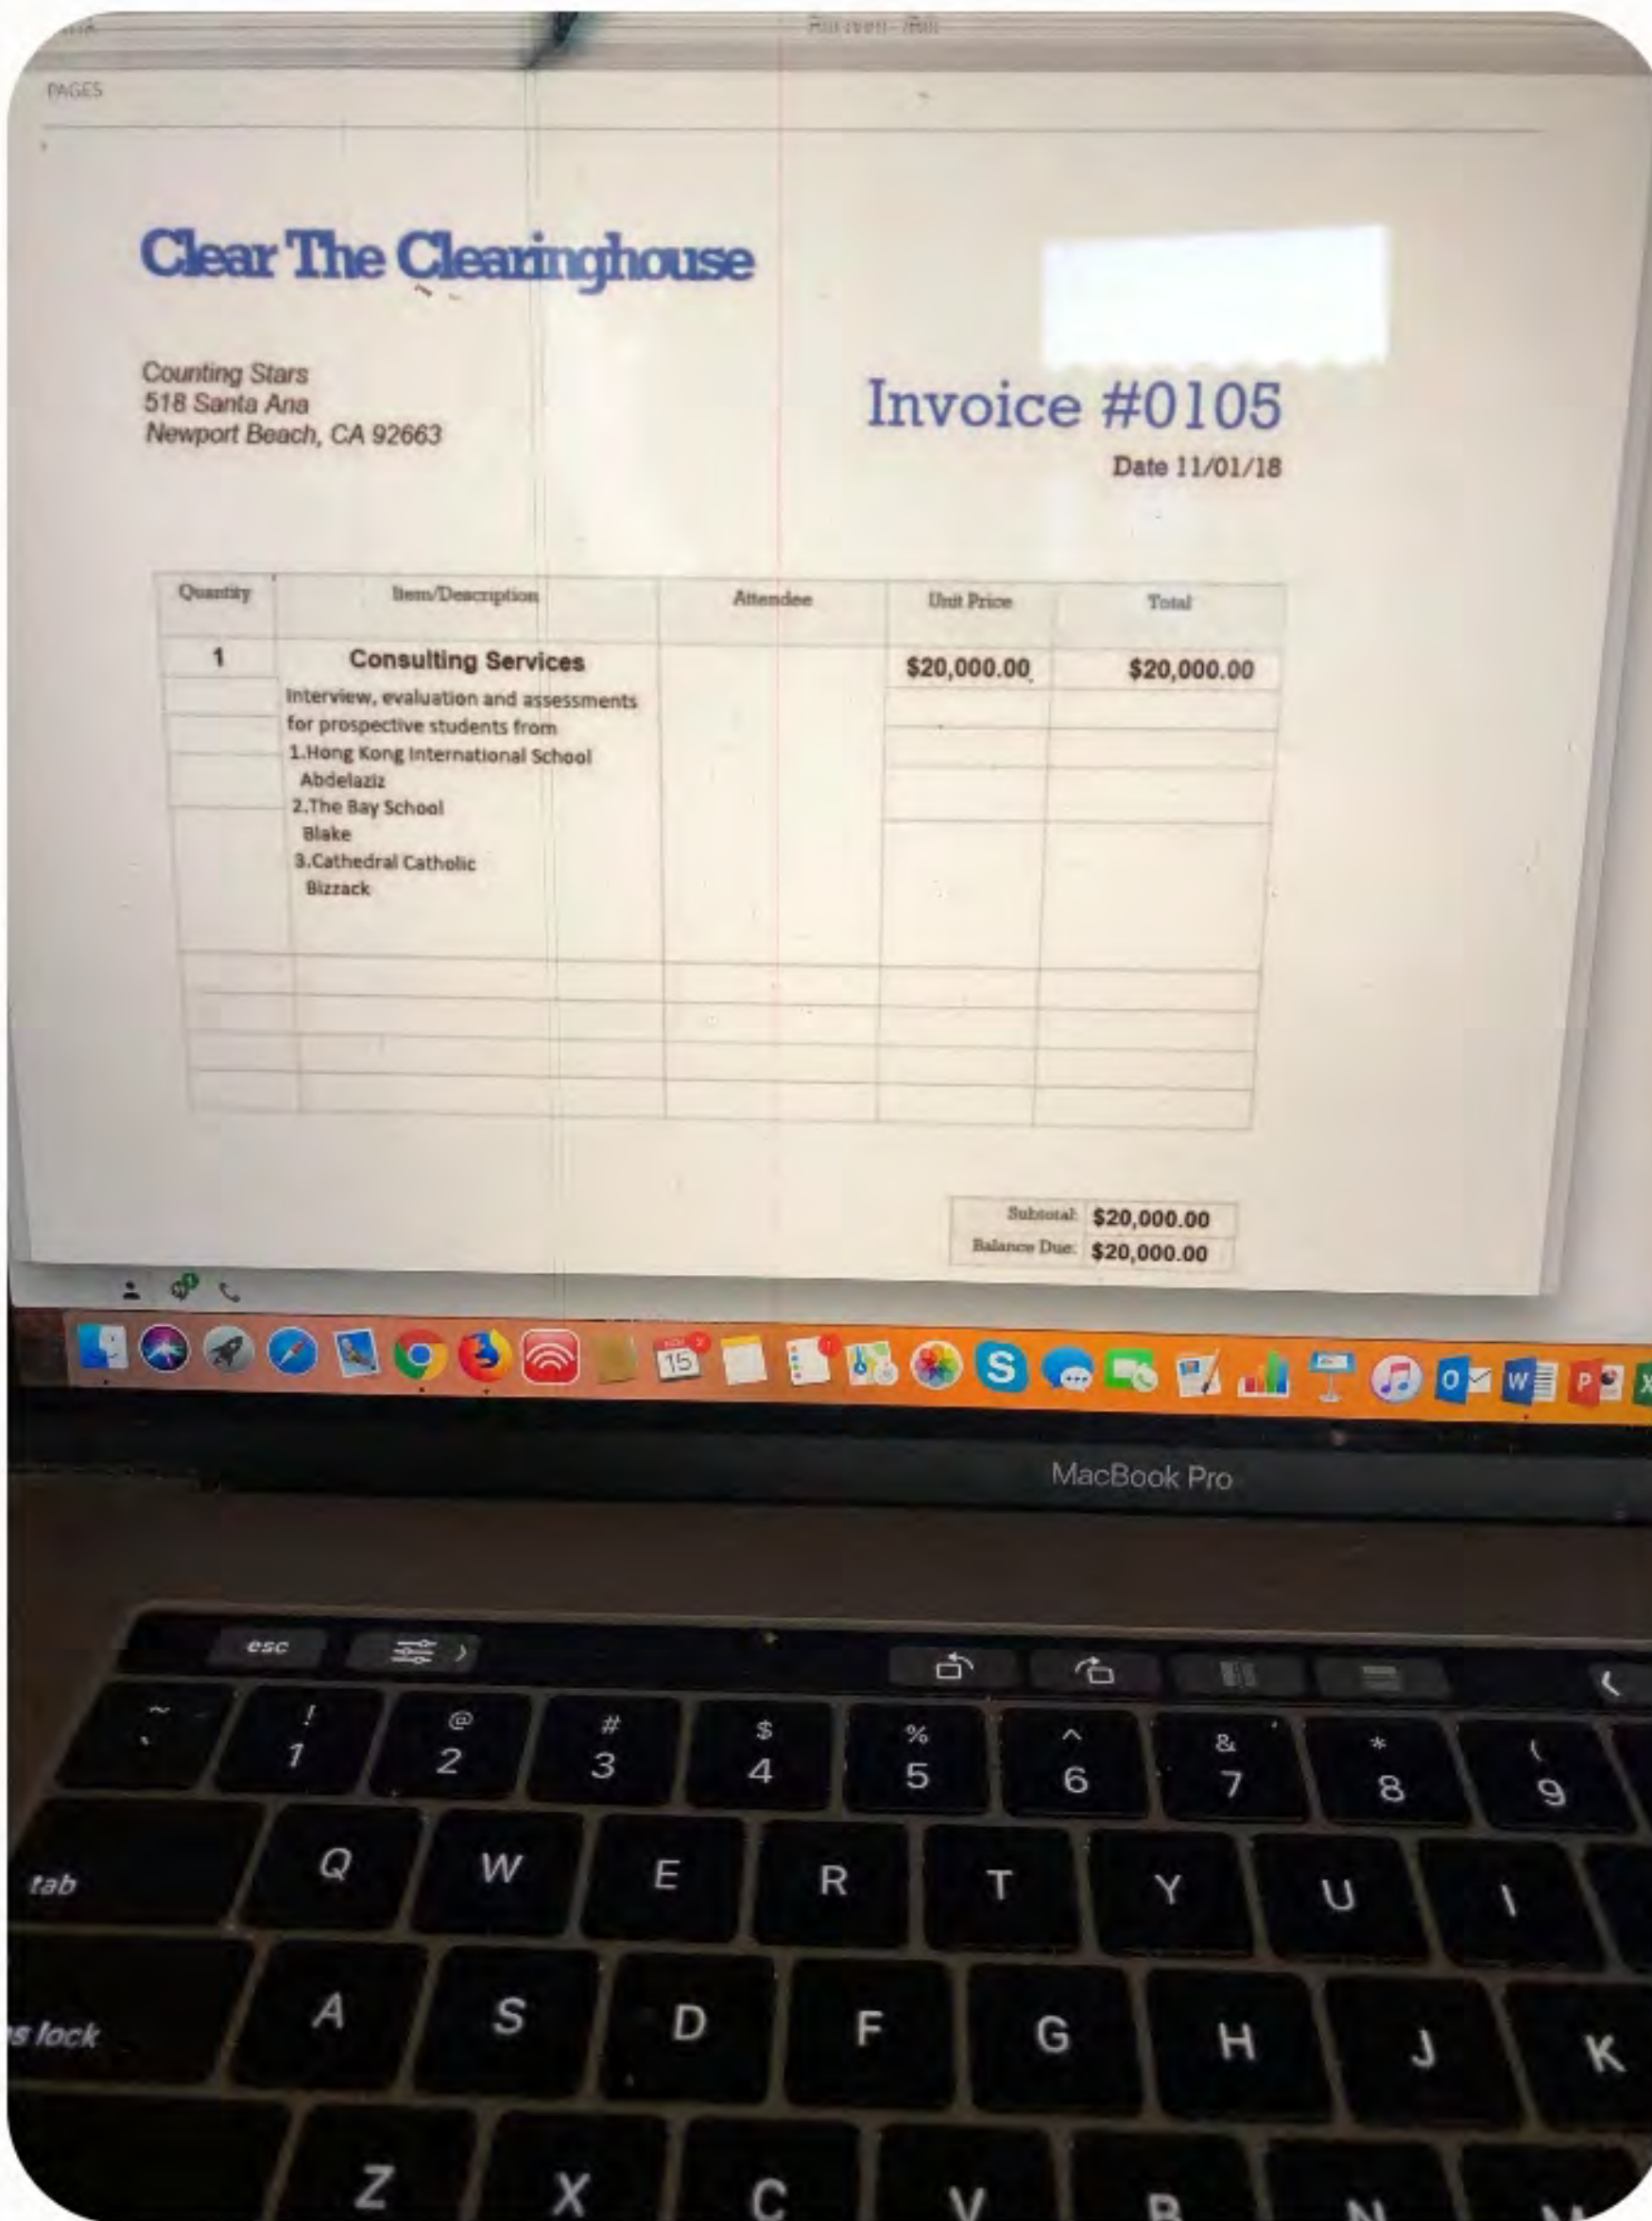 PAGES
Clear The Clearinghouse
Counting Stars
518 Santa Ana
Newport Beach, CA 92663
Invoice #0105
Date 11/01/18
Quantity Item/Description Attendee Unit Price Total
1 Consulting Services $20,000.00 $20,000.00
Interview, evaluation and assessments
for prospective students from
1.Hong Kong International School
Abdelaziz
2.The Bay School
Blake
3.Cathedral Catholic
Bizzack
Subtotal: $20,000.00
Balance Due: $20,000.00
15
S
O W P X
MacBook Pro
esc
~ ! @ # $ % ^ & * (
` 1 2 3 4 5 6 7 8 9
tab Q W E R T Y U I
s lock A S D F G H J K
Z X C V B N M